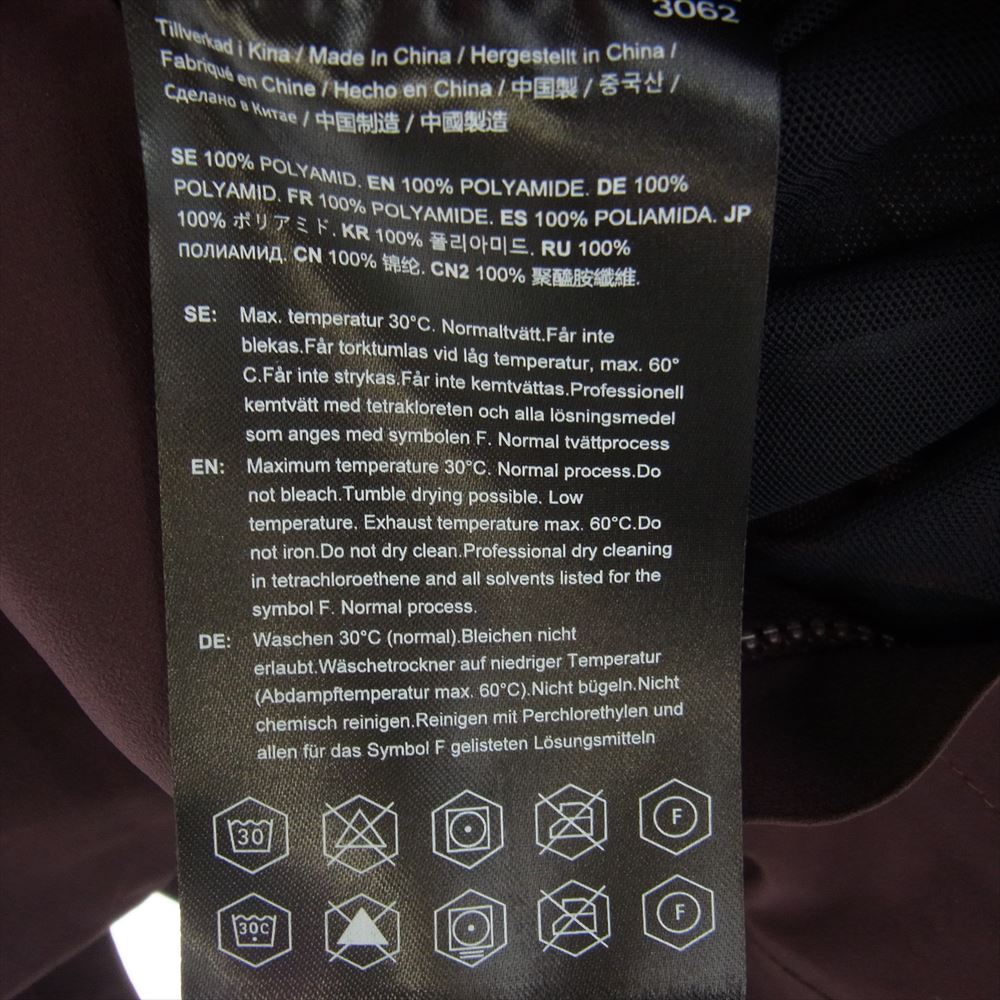 3062
Tillverkad i Kina / Made In China / Hergestellt in China /
Fabriqué en Chine / Hecho en China / 中国製 / 중국산 /
Сделано в Китае / 中国制造 / 中國製造
SE 100% POLYAMID. EN 100% POLYAMIDE. DE 100%
POLYAMID. FR 100% POLYAMIDE. ES 100% POLIAMIDA. JP
100% ポリアミド. KR 100% 폴리아미드. RU 100%
ПОЛИАМИД. CN 100% 锦纶. CN2 100% 聚醯胺纖維.
SE: Max. temperatur 30°C. Normaltvätt.Får inte
blekas.Får torktumlas vid låg temperatur, max. 60°
C.Får inte strykas.Får inte kemtvättas.Professionell
kemtvätt med tetrakloreten och alla lösningsmedel
som anges med symbolen F. Normal tvättprocess
EN: Maximum temperature 30°C. Normal process.Do
not bleach.Tumble drying possible. Low
temperature. Exhaust temperature max. 60°C.Do
not iron.Do not dry clean.Professional dry cleaning
in tetrachloroethene and all solvents listed for the
symbol F. Normal process.
DE: Waschen 30°C (normal).Bleichen nicht
erlaubt.Wäschetrockner auf niedriger Temperatur
(Abdampftemperatur max. 60°C).Nicht bügeln.Nicht
chemisch reinigen.Reinigen mit Perchlorethylen und
allen für das Symbol F gelisteten Lösungsmitteln
30 F
30C F